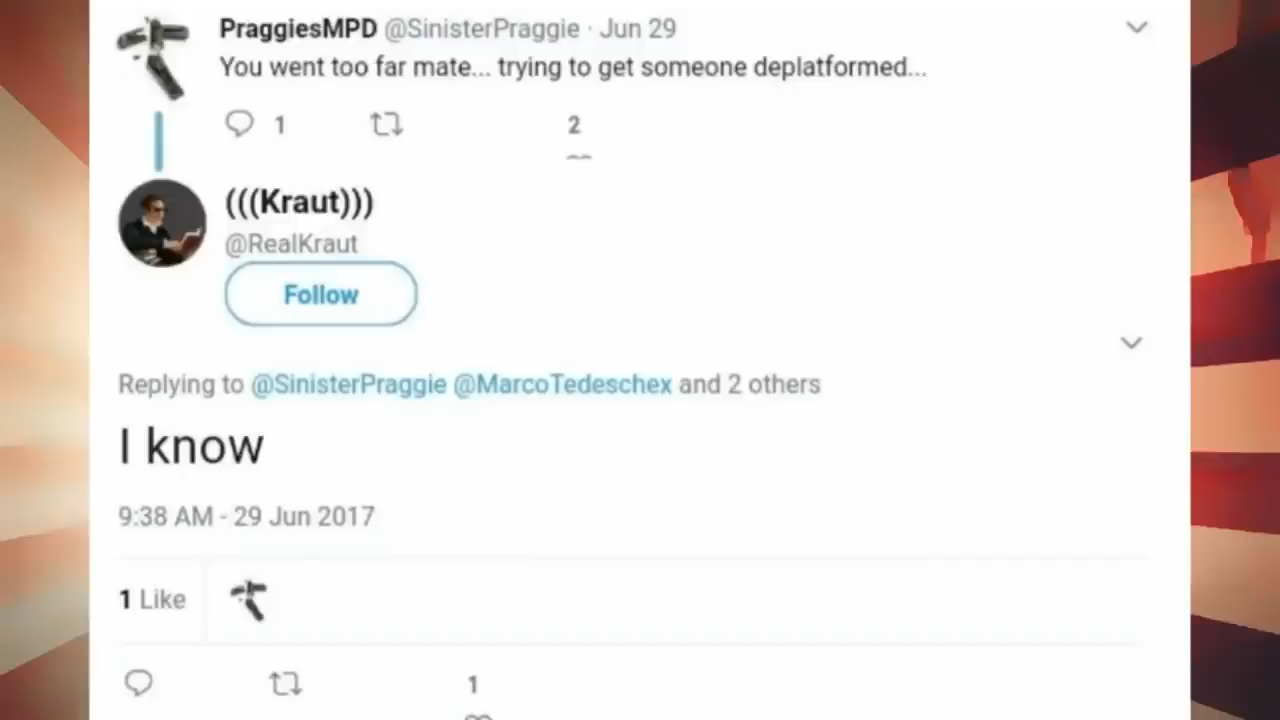 PraggiesMPD @SinisterPraggie · Jun 29
You went too far mate... trying to get someone deplatformed...
1 2
(((Kraut)))
@RealKraut
Follow
Replying to @SinisterPraggie @MarcoTedeschex and 2 others
I know
9:38 AM - 29 Jun 2017
1 Like
1